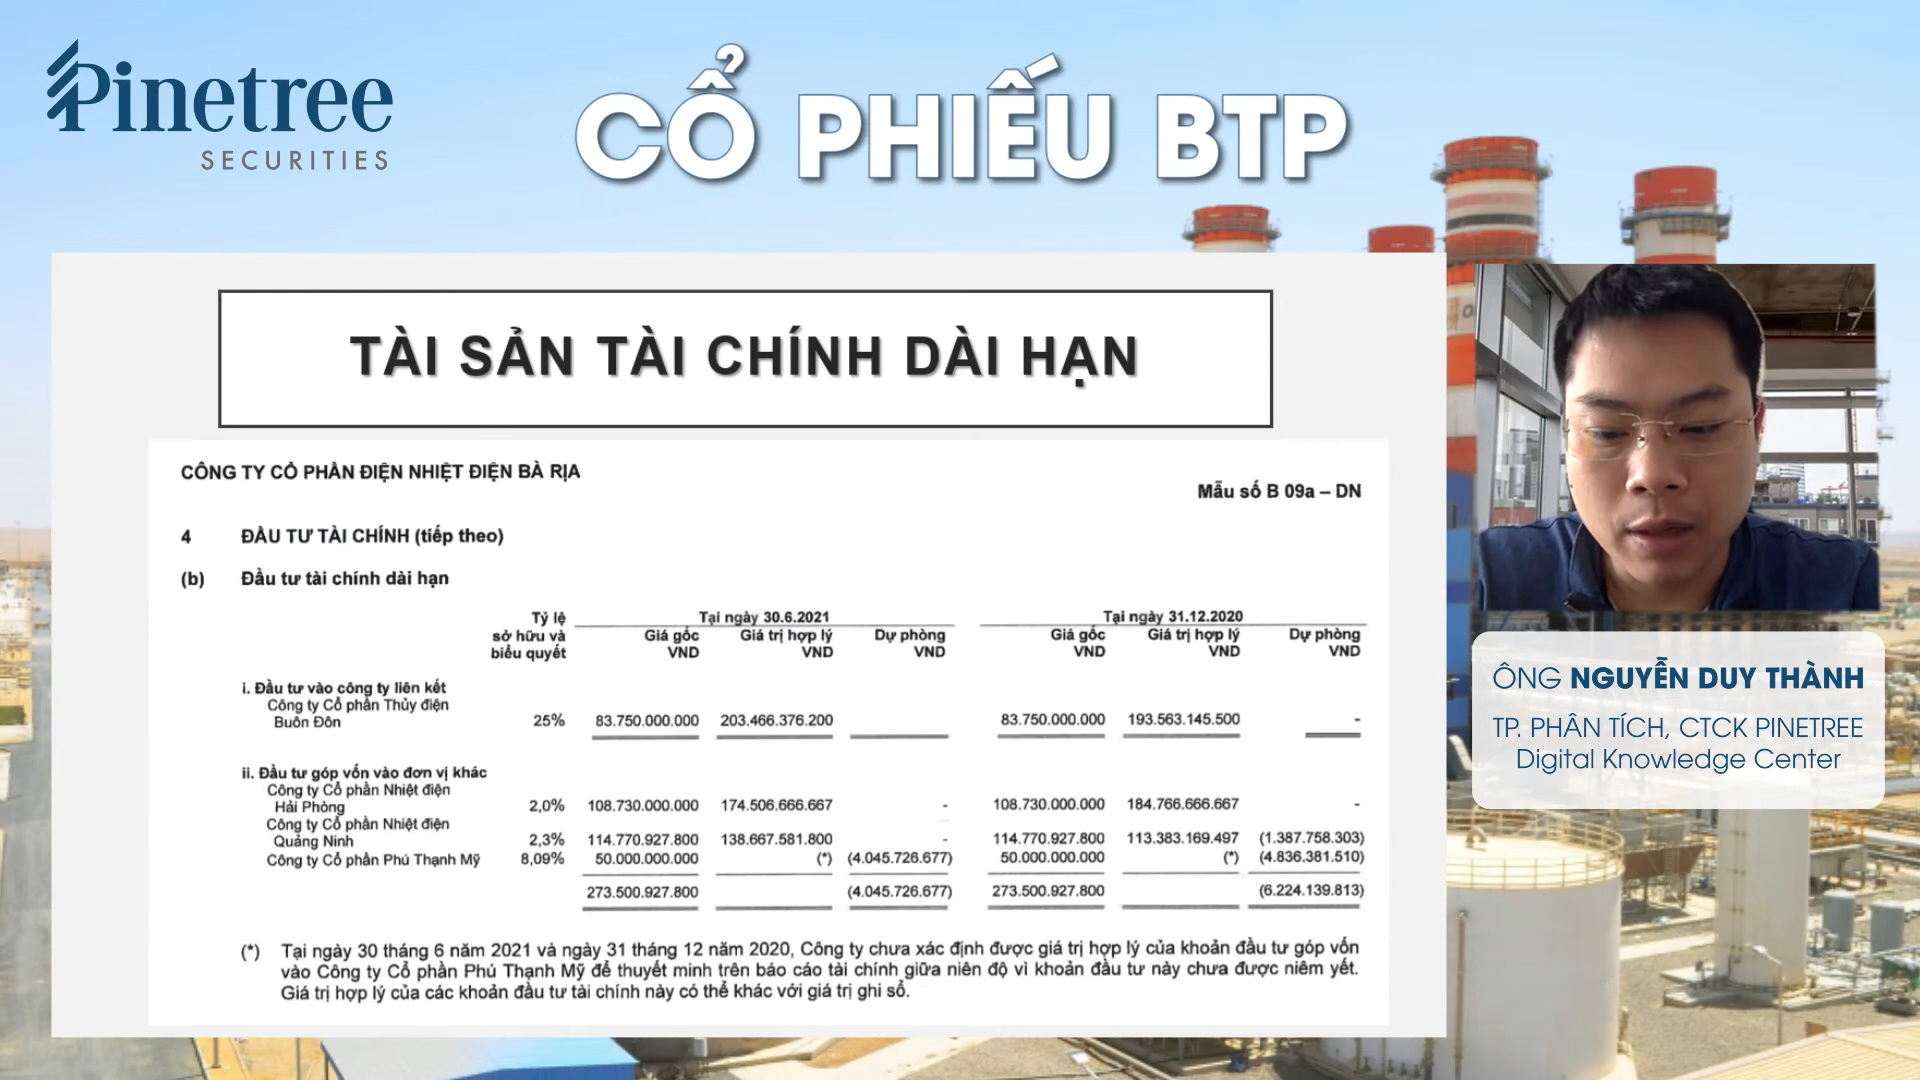 Pinetree
SECURITIES
CỔ PHIẾU BTP
TÀI SẢN TÀI CHÍNH DÀI HẠN
CÔNG TY CỔ PHẦN ĐIỆN NHIỆT ĐIỆN BÀ RỊA
Mẫu số B 09a – DN
4 ĐẦU TƯ TÀI CHÍNH (tiếp theo)
(b) Đầu tư tài chính dài hạn
Tỷ lệ Tại ngày 30.6.2021 Tại ngày 31.12.2020
sở hữu và Giá gốc Giá trị hợp lý Dự phòng Giá gốc Giá trị hợp lý Dự phòng
biểu quyết VND VND VND VND VND VND
i. Đầu tư vào công ty liên kết
Công ty Cổ phần Thủy điện
Buôn Đôn 25% 83.750.000.000 203.466.376.200 83.750.000.000 193.563.145.500 -
ii. Đầu tư góp vốn vào đơn vị khác
Công ty Cổ phần Nhiệt điện
Hải Phòng 2,0% 108.730.000.000 174.506.666.667 - 108.730.000.000 184.766.666.667 -
Công ty Cổ phần Nhiệt điện
Quảng Ninh 2,3% 114.770.927.800 138.667.581.800 - 114.770.927.800 113.383.169.497 (1.387.758.303)
Công ty Cổ phần Phú Thạnh Mỹ 8,09% 50.000.000.000 (*) (4.045.726.677) 50.000.000.000 (*) (4.836.381.510)
273.500.927.800 (4.045.726.677) 273.500.927.800 (6.224.139.813)
(*) Tại ngày 30 tháng 6 năm 2021 và ngày 31 tháng 12 năm 2020, Công ty chưa xác định được giá trị hợp lý của khoản đầu tư góp vốn
vào Công ty Cổ phần Phú Thạnh Mỹ để thuyết minh trên báo cáo tài chính giữa niên độ vì khoản đầu tư này chưa được niêm yết.
Giá trị hợp lý của các khoản đầu tư tài chính này có thể khác với giá trị ghi sổ.
ÔNG NGUYỄN DUY THÀNH
TP. PHÂN TÍCH, CTCK PINETREE
Digital Knowledge Center